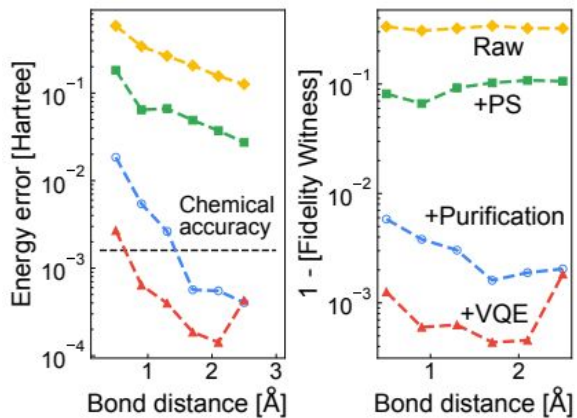 Energy error [Hartree]
10⁻¹
10⁻²
10⁻³
10⁻⁴
Chemical
accuracy
1 2 3
Bond distance [Å]
1 - [Fidelity Witness]
10⁻¹
10⁻²
10⁻³
Raw
+PS
+Purification
+VQE
1 2
Bond distance [Å]